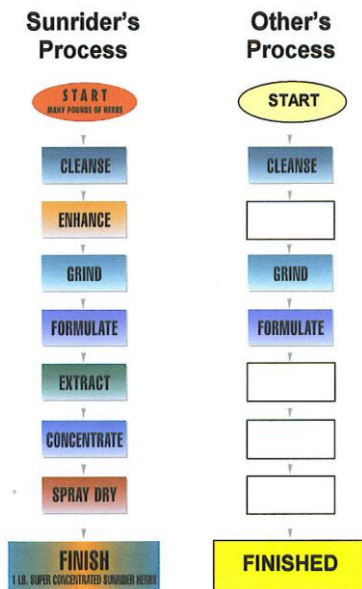 Sunrider's
Process
START
MANY POUNDS OF HERBS
CLEANSE
ENHANCE
GRIND
FORMULATE
EXTRACT
CONCENTRATE
SPRAY DRY
FINISH
1 LB. SUPER CONCENTRATED SUNRIDER HERBS
Other's
Process
START
CLEANSE
GRIND
FORMULATE
FINISHED